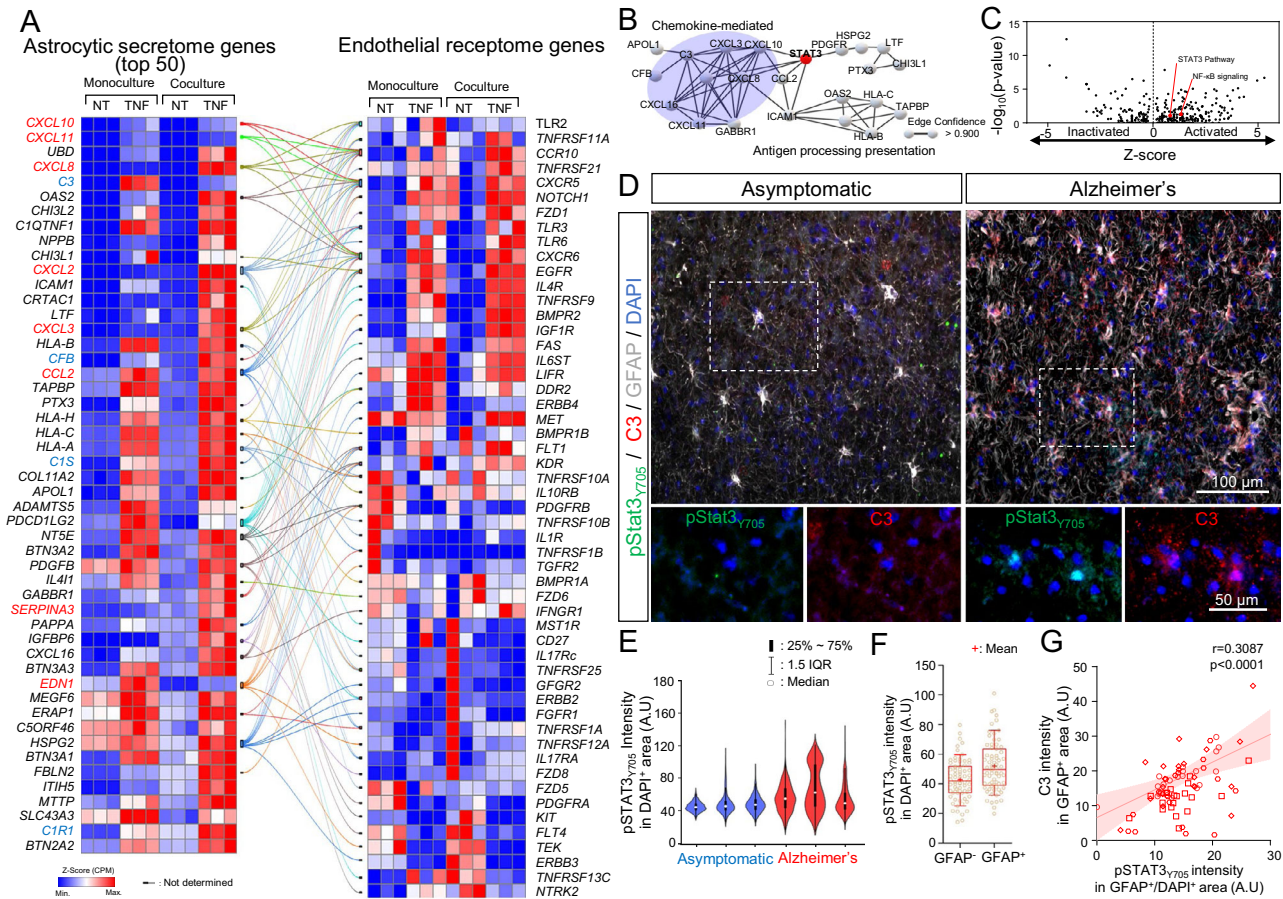 A
Astrocytic secretome genes
(top 50)
Monoculture
Coculture
NT
TNF
NT
TNF
CXCL10
CXCL11
UBD
CXCL8
C3
OAS2
CHI3L2
C1QTNF1
NPPB
CHI3L1
CXCL2
ICAM1
CRTAC1
LTF
CXCL3
HLA-B
CFB
CCL2
TAPBP
PTX3
HLA-H
HLA-C
HLA-A
C1S
COL11A2
APOL1
ADAMTS5
PDCD1LG2
NT5E
BTN3A2
PDGFB
IL4I1
GABBR1
SERPINA3
PAPPA
IGFBP6
CXCL16
BTN3A3
EDN1
MEGF6
ERAP1
C5ORF46
HSPG2
BTN3A1
FBLN2
ITIH5
MTTP
SLC43A3
C1R1
BTN2A2
Z-Score (CPM)
Min.
Max.
: Not determined
Endothelial receptome genes
Monoculture
Coculture
NT
TNF
NT
TNF
TLR2
TNFRSF11A
CCR10
TNFRSF21
CXCR5
NOTCH1
FZD1
TLR3
TLR6
CXCR6
EGFR
IL4R
TNFRSF9
BMPR2
IGF1R
FAS
IL6ST
LIFR
DDR2
ERBB4
MET
BMPR1B
FLT1
KDR
TNFRSF10A
IL10RB
PDGFRB
TNFRSF10B
IL1R
TNFRSF1B
TGFR2
BMPR1A
FZD6
IFNGR1
MST1R
CD27
IL17Rc
TNFRSF25
GFGR2
ERBB2
FGFR1
TNFRSF1A
TNFRSF12A
IL17RA
FZD8
FZD5
PDGFRA
KIT
FLT4
TEK
ERBB3
TNFRSF13C
NTRK2
B
Chemokine-mediated
APOL1
C3
CXCL3
CXCL10
STAT3
PDGFR
HSPG2
LTF
CFB
CXCL8
CCL2
PTX3
CHI3L1
CXCL16
OAS2
HLA-C
TAPBP
CXCL11
GABBR1
ICAM1
HLA-B
Edge Confidence
> 0.900
Antigen processing presentation
C
-log10(p-value)
15
10
5
0
STAT3 Pathway
NF-κB signaling
-5
0
5
Inactivated
Activated
Z-score
D
Asymptomatic
Alzheimer's
pStat3Y705 / C3 / GFAP / DAPI
100 µm
pStat3Y705
C3
pStat3Y705
C3
50 µm
E
: 25% ~ 75%
: 1.5 IQR
: Median
pSTAT3Y705 Intensity
in DAPI+ area (A.U)
180
160
120
80
40
0
Asymptomatic
Alzheimer's
F
+: Mean
pSTAT3Y705 intensity
in DAPI+ area (A.U)
150
140
120
100
80
60
40
20
0
GFAP-
GFAP+
G
r=0.3087
p<0.0001
C3 intensity
in GFAP+ area (A.U)
50
40
30
20
10
0
0
10
20
30
pSTAT3Y705 intensity
in GFAP+/DAPI+ area (A.U)